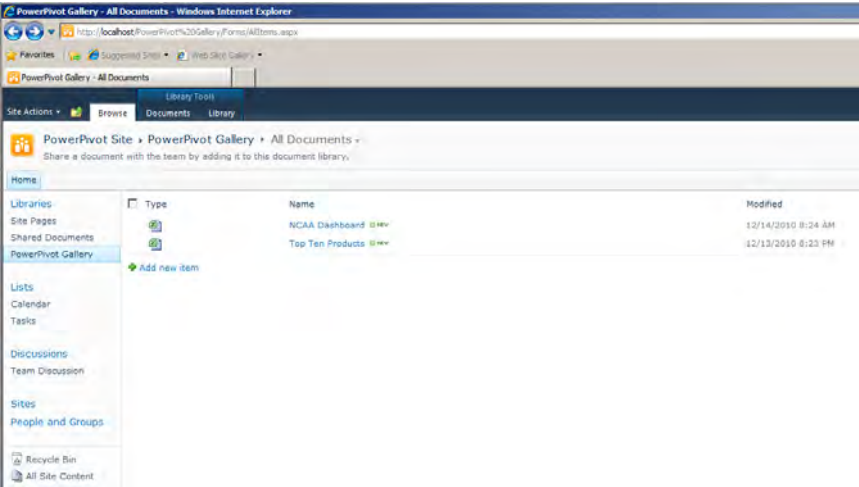 PowerPivot Gallery - All Documents - Windows Internet Explorer
http://localhost/PowerPivot%20Gallery/Forms/AllItems.aspx
Favorites Suggested Sites Web Slice Gallery
PowerPivot Gallery - All Documents
Library Tools
Site Actions Browse Documents Library
PowerPivot Site PowerPivot Gallery All Documents
Share a document with the team by adding it to this document library.
Home
Libraries Type Name Modified
Site Pages NCAA Dashboard NEW 12/14/2010 8:24 AM
Shared Documents Top Ten Products NEW 12/13/2010 8:23 PM
PowerPivot Gallery
Add new item
Lists
Calendar
Tasks
Discussions
Team Discussion
Sites
People and Groups
Recycle Bin
All Site Content